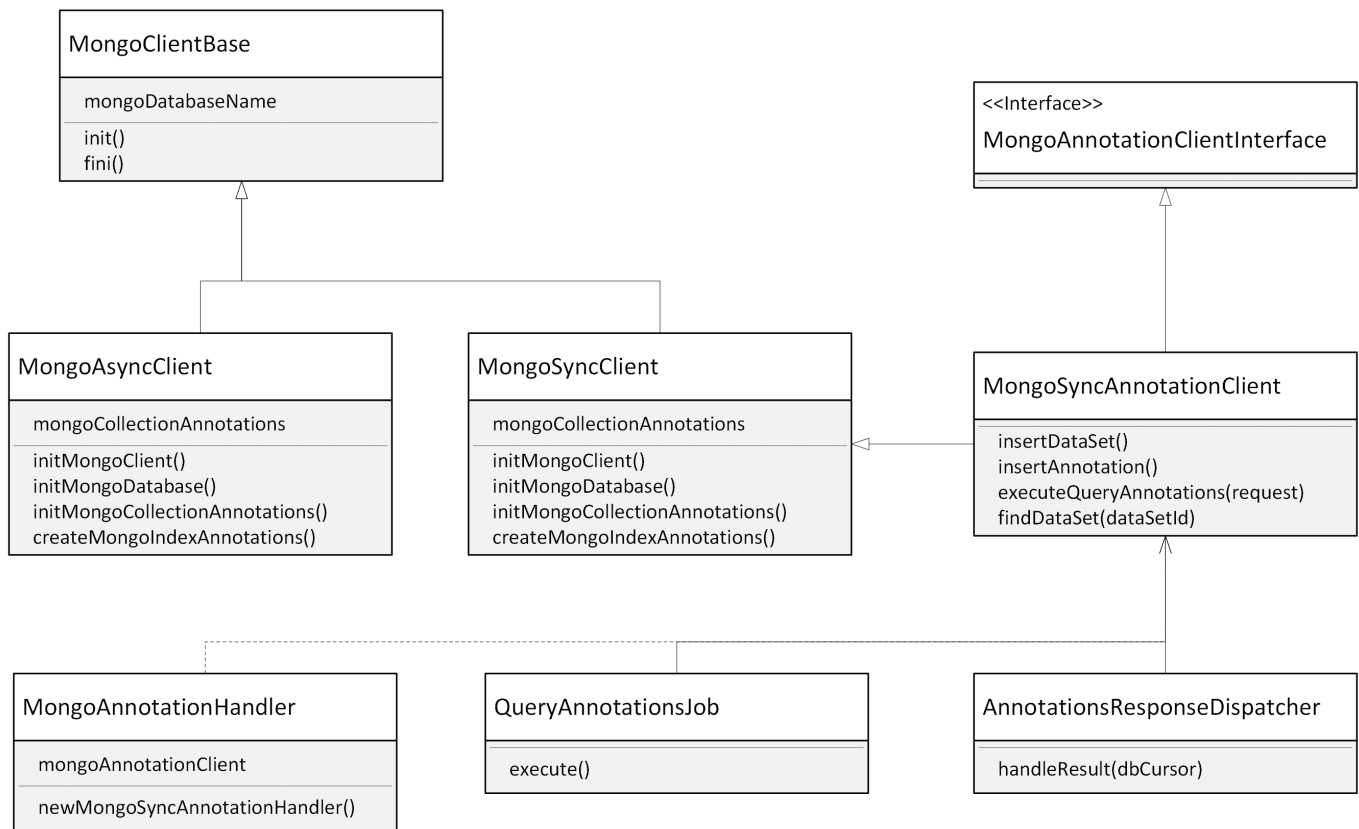 MongoClientBase
mongoDatabaseName
init()
fini()
<<Interface>>
MongoAnnotationClientInterface
MongoAsyncClient
mongoCollectionAnnotations
initMongoClient()
initMongoDatabase()
initMongoCollectionAnnotations()
createMongoIndexAnnotations()
MongoSyncClient
mongoCollectionAnnotations
initMongoClient()
initMongoDatabase()
initMongoCollectionAnnotations()
createMongoIndexAnnotations()
MongoSyncAnnotationClient
insertDataSet()
insertAnnotation()
executeQueryAnnotations(request)
findDataSet(dataSetId)
MongoAnnotationHandler
mongoAnnotationClient
newMongoSyncAnnotationHandler()
QueryAnnotationsJob
execute()
AnnotationsResponseDispatcher
handleResult(dbCursor)